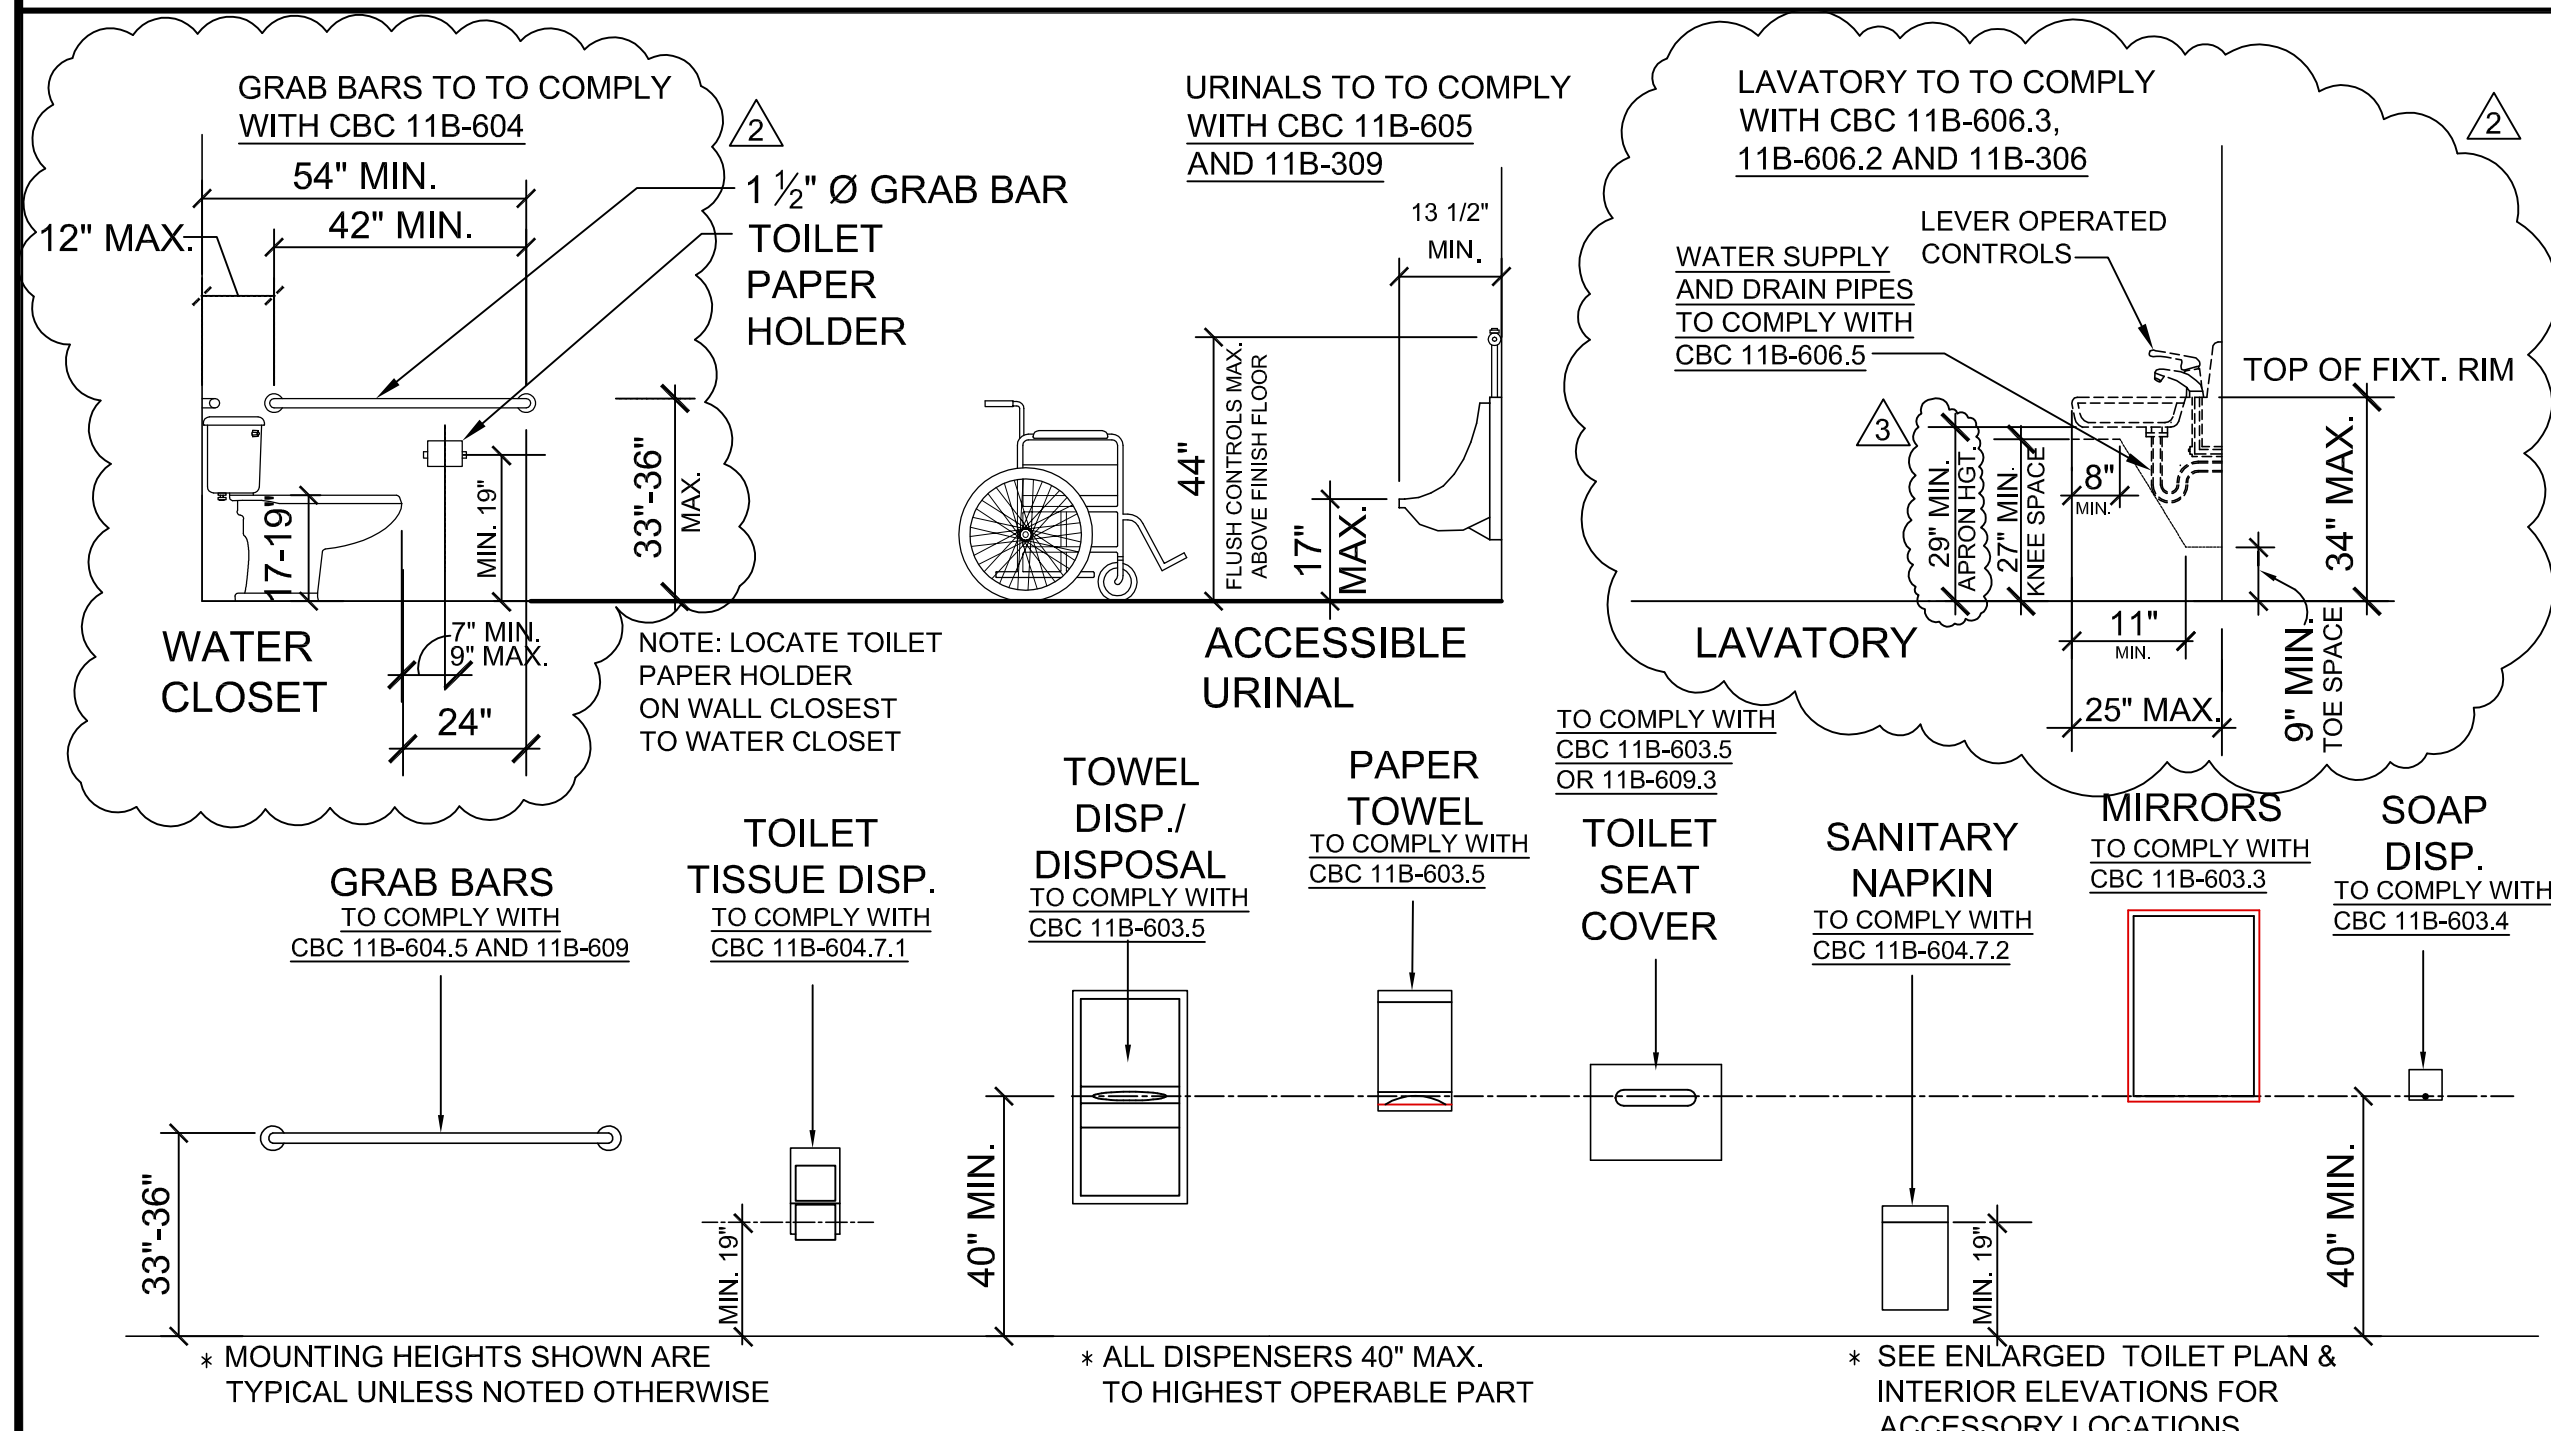 GRAB BARS TO TO COMPLY
WITH CBC 11B-604
2
54" MIN.
42" MIN.
12" MAX.
1 ½" Ø GRAB BAR
TOILET
PAPER
HOLDER
33"-36"
MAX.
MIN. 19"
17-19"
7" MIN.
9" MAX.
24"
WATER
CLOSET
NOTE: LOCATE TOILET
PAPER HOLDER
ON WALL CLOSEST
TO WATER CLOSET
URINALS TO TO COMPLY
WITH CBC 11B-605
AND 11B-309
13 1/2"
MIN.
44"
FLUSH CONTROLS MAX.
ABOVE FINISH FLOOR
17"
MAX.
ACCESSIBLE
URINAL
LAVATORY TO TO COMPLY
WITH CBC 11B-606.3,
11B-606.2 AND 11B-306
2
LEVER OPERATED
CONTROLS
WATER SUPPLY
AND DRAIN PIPES
TO COMPLY WITH
CBC 11B-606.5
TOP OF FIXT. RIM
3
29" MIN.
APRON HGT.
27" MIN.
KNEE SPACE
8"
MIN.
34" MAX.
11"
MIN.
9" MIN.
TOE SPACE
25" MAX.
LAVATORY
GRAB BARS
TO COMPLY WITH
CBC 11B-604.5 AND 11B-609
TOILET
TISSUE DISP.
TO COMPLY WITH
CBC 11B-604.7.1
TOWEL
DISP./
DISPOSAL
TO COMPLY WITH
CBC 11B-603.5
PAPER
TOWEL
TO COMPLY WITH
CBC 11B-603.5
TO COMPLY WITH
CBC 11B-603.5
OR 11B-609.3
TOILET
SEAT
COVER
SANITARY
NAPKIN
TO COMPLY WITH
CBC 11B-604.7.2
MIRRORS
TO COMPLY WITH
CBC 11B-603.3
SOAP
DISP.
TO COMPLY WITH
CBC 11B-603.4
33"-36"
MIN. 19"
40" MIN.
MIN. 19"
40" MIN.
* MOUNTING HEIGHTS SHOWN ARE
TYPICAL UNLESS NOTED OTHERWISE
* ALL DISPENSERS 40" MAX.
TO HIGHEST OPERABLE PART
* SEE ENLARGED TOILET PLAN &
INTERIOR ELEVATIONS FOR
ACCESSORY LOCATIONS